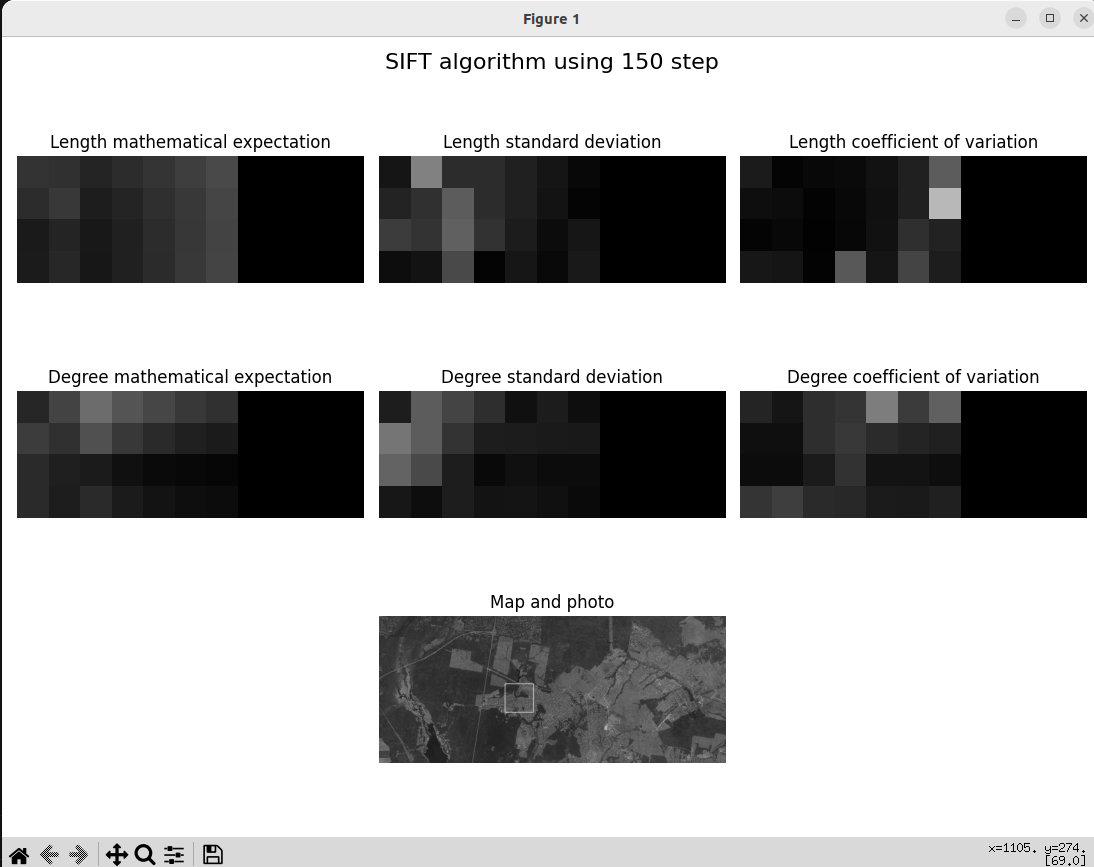 Figure 1
SIFT algorithm using 150 step
Length mathematical expectation
Length standard deviation
Length coefficient of variation
Degree mathematical expectation
Degree standard deviation
Degree coefficient of variation
Map and photo
x=1105. y=274.
[69.0]